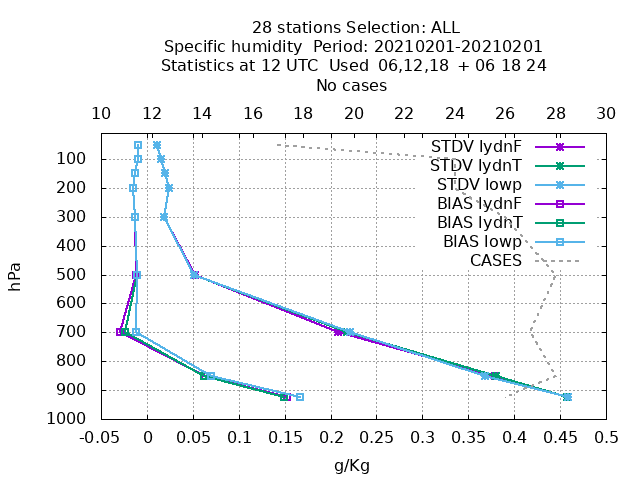 28 stations Selection: ALL
Specific humidity  Period: 20210201-20210201
Statistics at 12 UTC  Used  06,12,18  + 06 18 24
No cases
10 12 14 16 18 20 22 24 26 28 30
STDV lydnF
STDV lydnT
STDV lowp
BIAS lydnF
BIAS lydnT
BIAS lowp
CASES
hPa
100
200
300
400
500
600
700
800
900
1000
-0.05 0 0.05 0.1 0.15 0.2 0.25 0.3 0.35 0.4 0.45 0.5
g/Kg